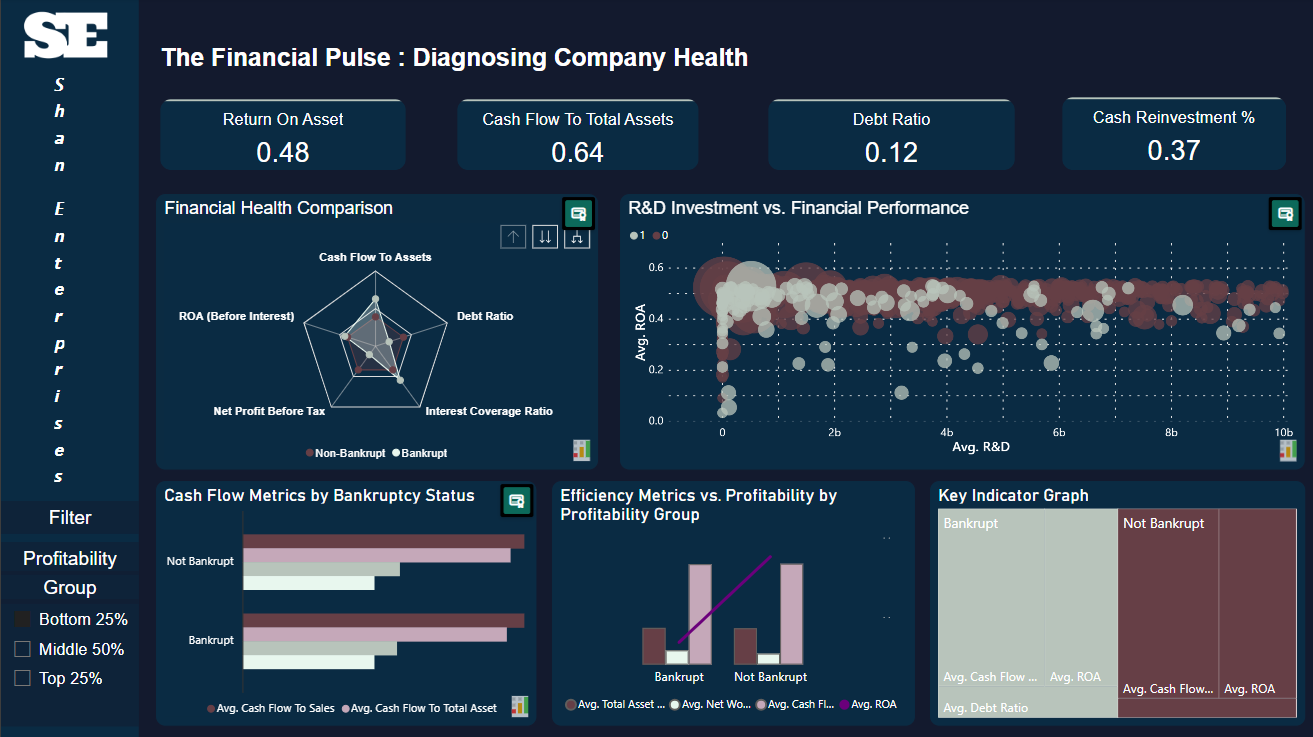 SE
Shan Enterprises
Filter
Profitability
Group
Bottom 25%
Middle 50%
Top 25%
The Financial Pulse : Diagnosing Company Health
Return On Asset
0.48
Cash Flow To Total Assets
0.64
Debt Ratio
0.12
Cash Reinvestment %
0.37
Financial Health Comparison
Cash Flow To Assets
ROA (Before Interest)
Debt Ratio
Net Profit Before Tax
Interest Coverage Ratio
Non-Bankrupt Bankrupt
R&D Investment vs. Financial Performance
1 0
Avg. ROA
0.6
0.4
0.2
0.0
0 2b 4b 6b 8b 10b
Avg. R&D
Cash Flow Metrics by Bankruptcy Status
Not Bankrupt
Bankrupt
Avg. Cash Flow To Sales Avg. Cash Flow To Total Asset
Efficiency Metrics vs. Profitability by
Profitability Group
..
..
Bankrupt Not Bankrupt
Avg. Total Asset ... Avg. Net Wo... Avg. Cash Fl... Avg. ROA
Key Indicator Graph
Bankrupt
Avg. Cash Flow ... Avg. ROA
Avg. Debt Ratio
Not Bankrupt
Avg. Cash Flow... Avg. ROA